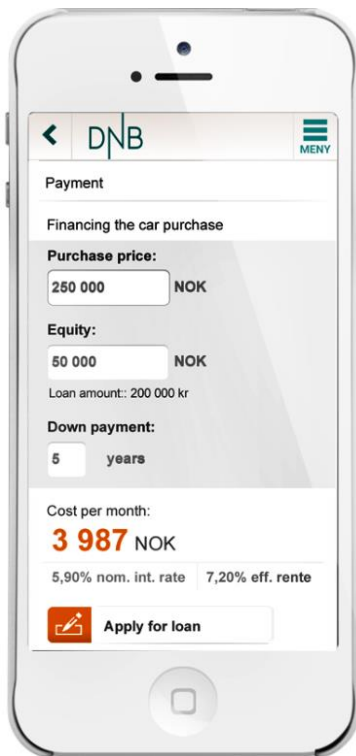 DNB
MENY
Payment
Financing the car purchase
Purchase price:
250 000 NOK
Equity:
50 000 NOK
Loan amount:: 200 000 kr
Down payment:
5 years
Cost per month:
3 987 NOK
5,90% nom. int. rate 7,20% eff. rente
Apply for loan